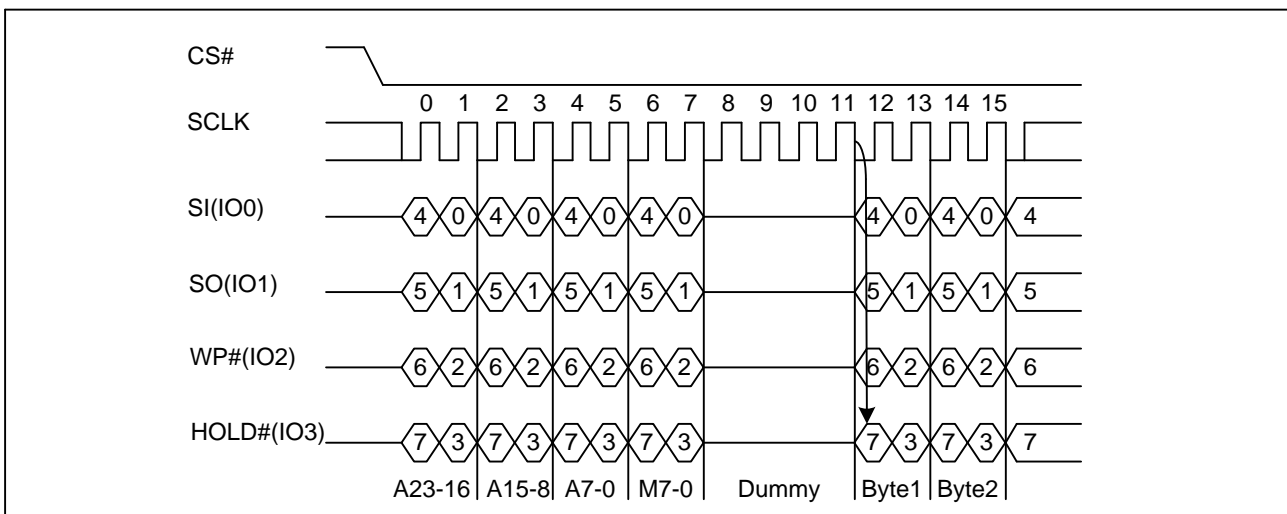 CS#
0 1 2 3 4 5 6 7 8 9 10 11 12 13 14 15
SCLK
SI(IO0) 4 0 4 0 4 0 4 0 4 0 4 0 4
SO(IO1) 5 1 5 1 5 1 5 1 5 1 5 1 5
WP#(IO2) 6 2 6 2 6 2 6 2 6 2 6 2 6
HOLD#(IO3) 7 3 7 3 7 3 7 3 7 3 7 3 7
A23-16 A15-8 A7-0 M7-0 Dummy Byte1 Byte2